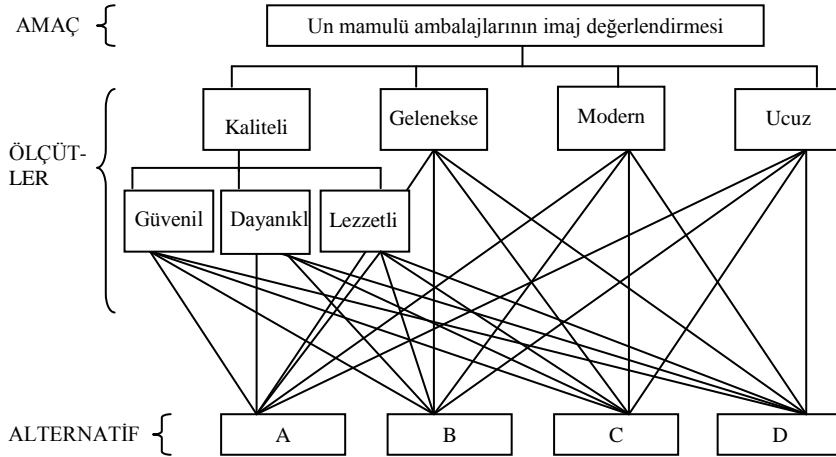 AMAÇ
Un mamulü ambalajlarının imaj değerlendirmesi
ÖLÇÜT-
LER
Kaliteli
Gelenekse
Modern
Ucuz
Güvenil
Dayanıkl
Lezzetli
ALTERNATİF
A
B
C
D